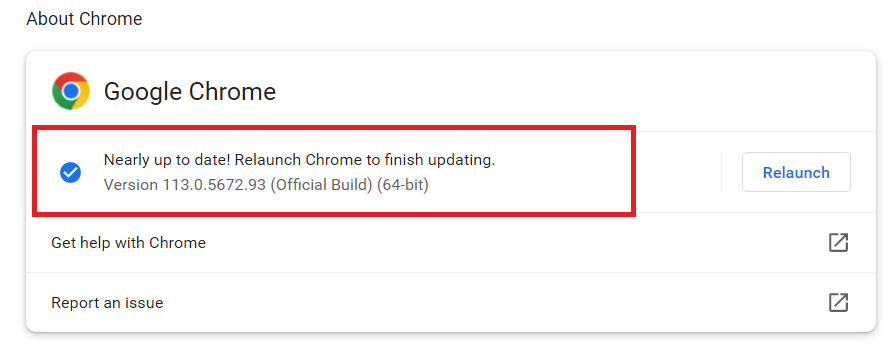 About Chrome
Google Chrome
Nearly up to date! Relaunch Chrome to finish updating.
Version 113.0.5672.93 (Official Build) (64-bit)
Relaunch
Get help with Chrome
Report an issue